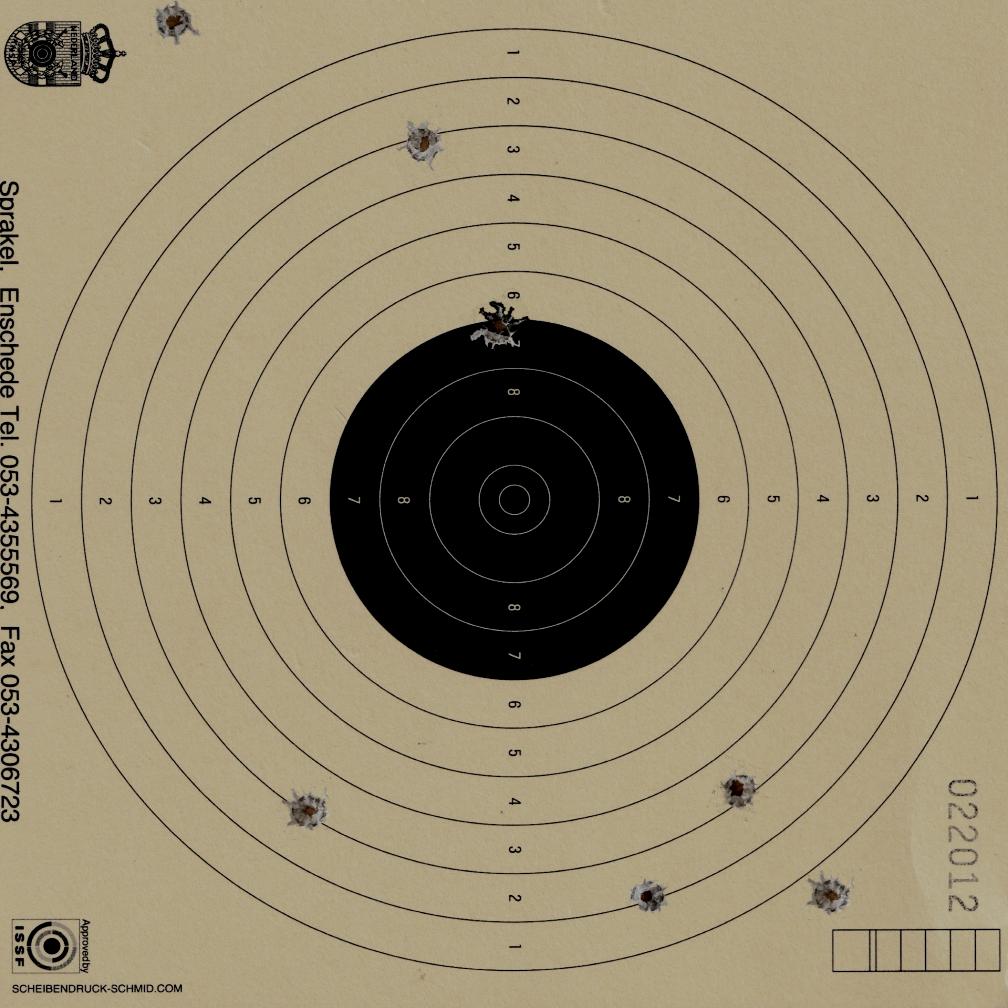 NEDERLAND
Sprakel, Enschede Tel. 053-4355569, Fax 053-4306723
1
2
3
4
5
6
7
8
1 2 3 4 5 6 7 8 8 7 6 5 4 3 2 1
8
7
6
5
4
3
2
1
022012
Approved by
ISSF
SCHEIBENDRUCK-SCHMID.COM